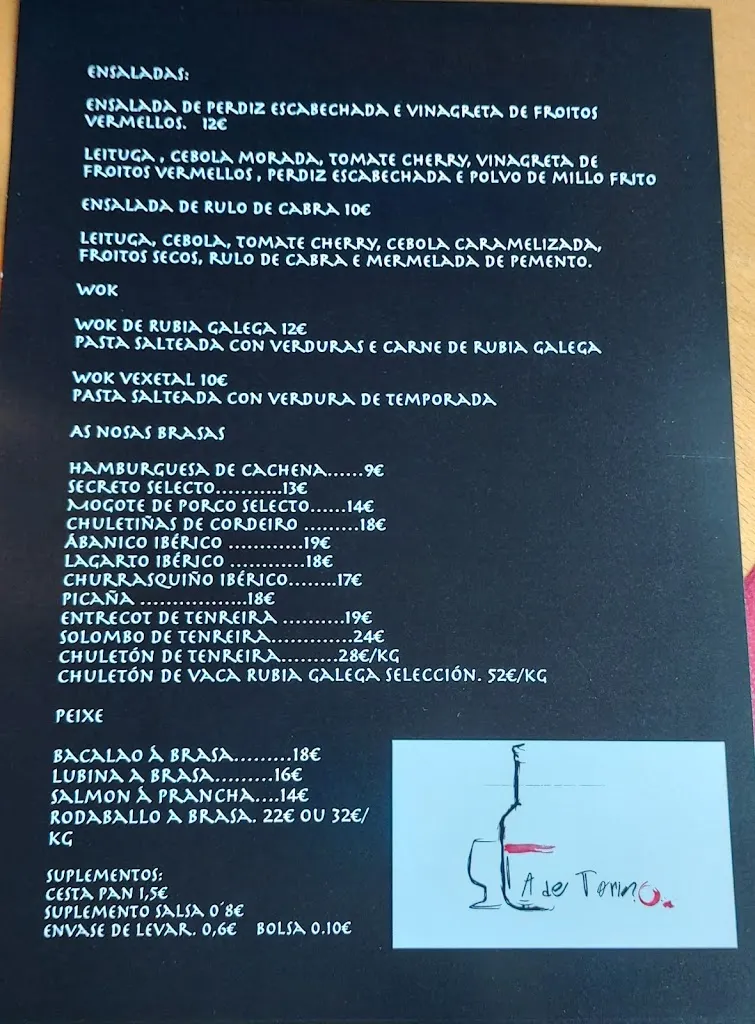 ENSALADAS:
ENSALADA DE PERDIZ ESCABECHADA E VINAGRETA DE FROITOS
VERMELLOS. 12€
LEITUGA , CEBOLA MORADA, TOMATE CHERRY, VINAGRETA DE
FROITOS VERMELLOS , PERDIZ ESCABECHADA E POLVO DE MILLO FRITO
ENSALADA DE RULO DE CABRA 10€
LEITUGA, CEBOLA, TOMATE CHERRY, CEBOLA CARAMELIZADA,
FROITOS SECOS, RULO DE CABRA E MERMELADA DE PEMENTO.
WOK
WOK DE RUBIA GALEGA 12€
PASTA SALTEADA CON VERDURAS E CARNE DE RUBIA GALEGA
WOK VEXETAL 10€
PASTA SALTEADA CON VERDURA DE TEMPORADA
AS NOSAS BRASAS
HAMBURGUESA DE CACHENA......9€
SECRETO SELECTO...........13€
MOGOTE DE PORCO SELECTO......14€
CHULETIÑAS DE CORDEIRO .........18€
ÁBANICO IBÉRICO ............19€
LAGARTO IBÉRICO ...........18€
CHURRASQUIÑO IBÉRICO........17€
PICAÑA .................18€
ENTRECOT DE TENREIRA ..........19€
SOLOMBO DE TENREIRA.............24€
CHULETÓN DE TENREIRA.........28€/KG
CHULETÓN DE VACA RUBIA GALEGA SELECCIÓN. 52€/KG
PEIXE
BACALAO Á BRASA.........18€
LUBINA A BRASA.........16€
SALMON Á PRANCHA....14€
RODABALLO A BRASA. 22€ OU 32€/
KG
SUPLEMENTOS:
CESTA PAN 1,5€
SUPLEMENTO SALSA 0´8€
ENVASE DE LEVAR. 0,6€ BOLSA 0.10€
A de Torino.